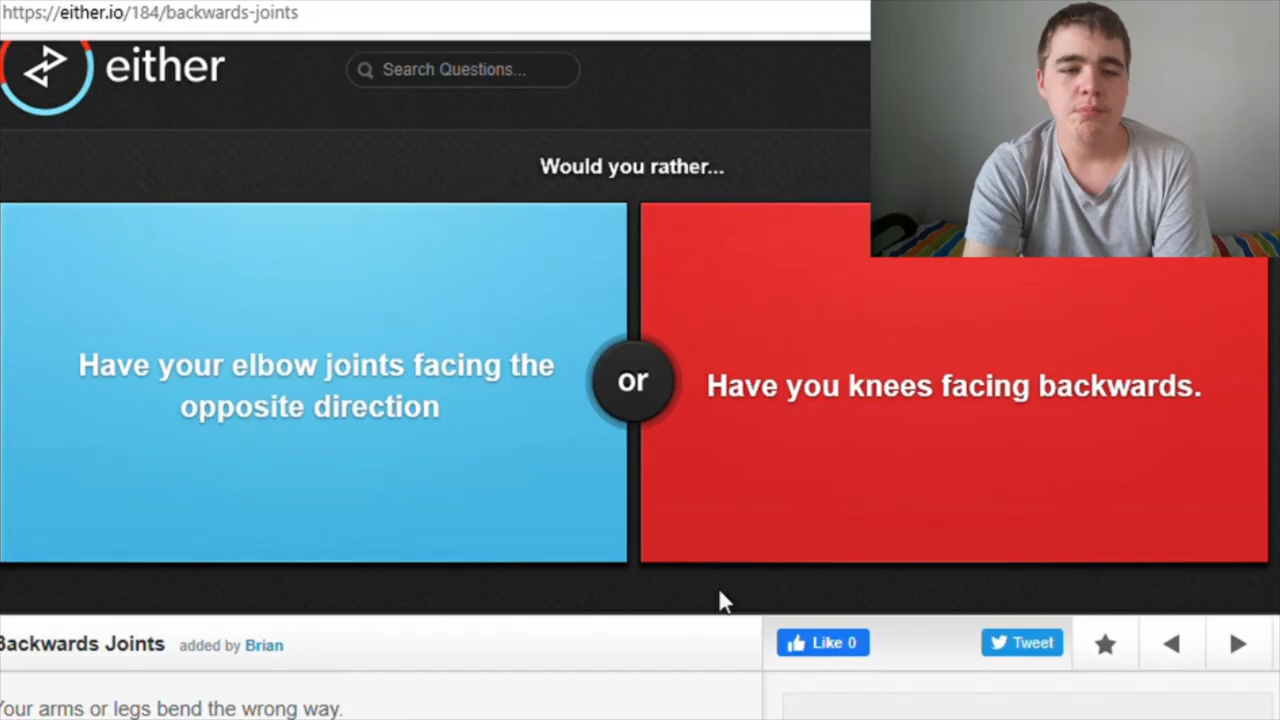 https://either.io/184/backwards-joints
either
Search Questions...
Would you rather...
Have your elbow joints facing the
opposite direction
or
Have you knees facing backwards.
Backwards Joints added by Brian
Like 0
Tweet
Your arms or legs bend the wrong way.